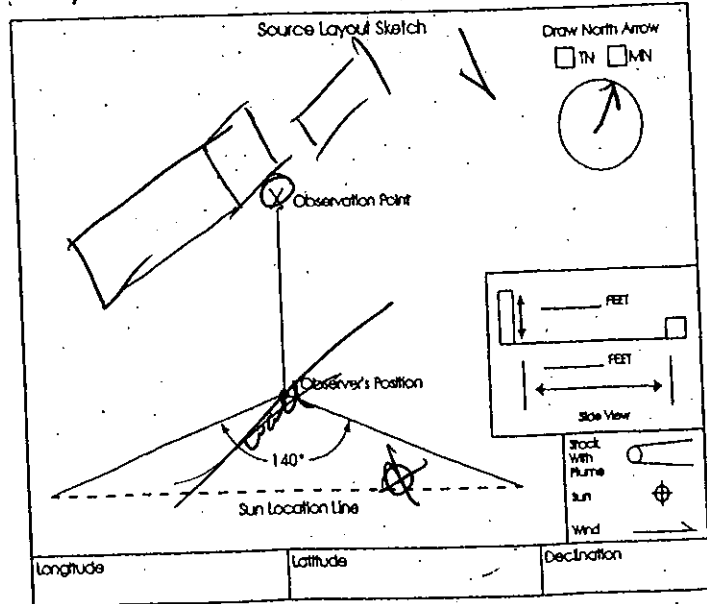 Source Layout Sketch
Draw North Arrow
TN MN
X Observation Point
FEET
FEET
Side View
Observer's Position
140°
Sun Location Line
Stack
With
Plume
Sun
Wind
Longitude Latitude Declination